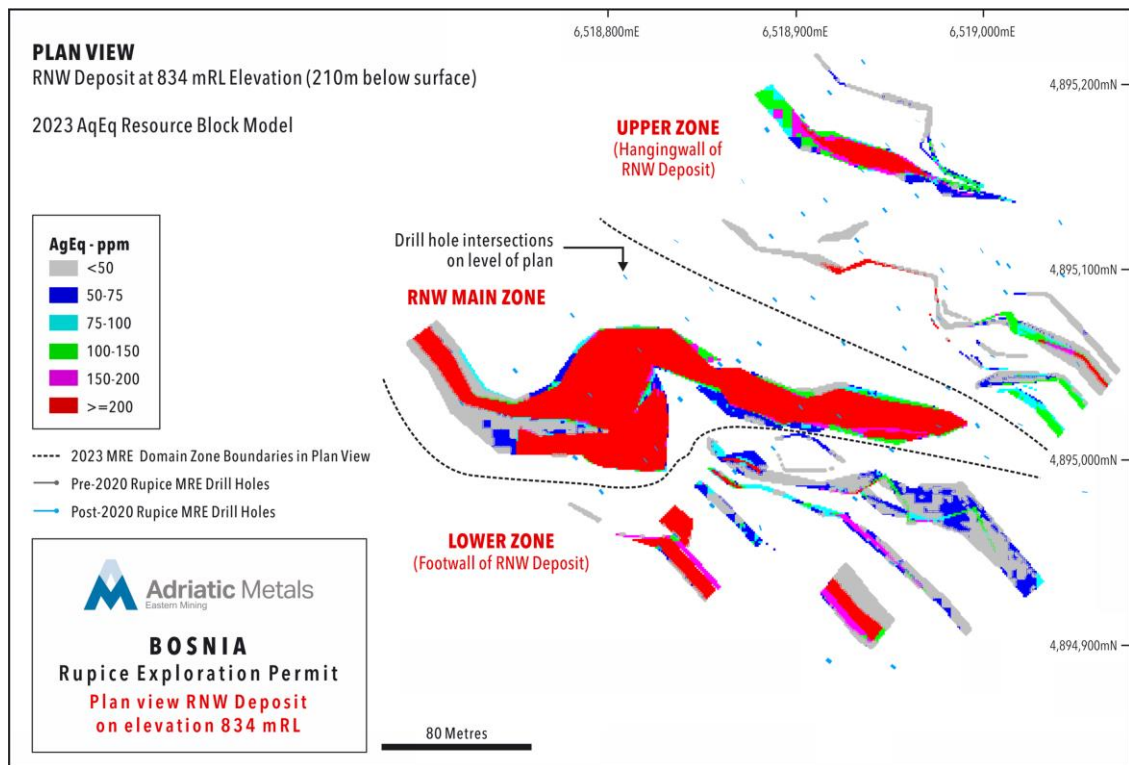 PLAN VIEW
RNW Deposit at 834 mRL Elevation (210m below surface)
2023 AqEq Resource Block Model
6,518,800mE
6,518,900mE
6,519,000mE
4,895,200mN
4,895,100mN
4,895,000mN
4,894,900mN
UPPER ZONE
(Hangingwall of
RNW Deposit)
Drill hole intersections
on level of plan
RNW MAIN ZONE
LOWER ZONE
(Footwall of RNW Deposit)
AgEq - ppm
<50
50-75
75-100
100-150
150-200
>=200
2023 MRE Domain Zone Boundaries in Plan View
Pre-2020 Rupice MRE Drill Holes
Post-2020 Rupice MRE Drill Holes
Adriatic Metals
Eastern Mining
BOSNIA
Rupice Exploration Permit
Plan view RNW Deposit
on elevation 834 mRL
80 Metres